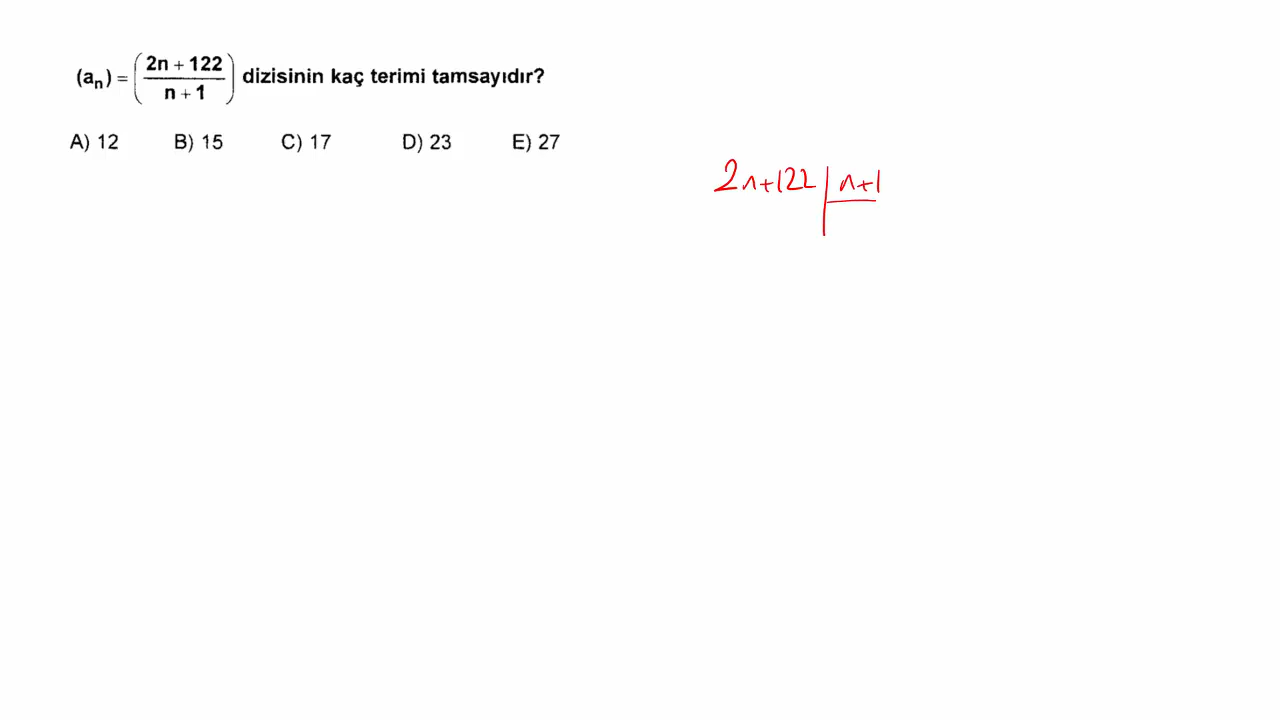 (aₙ) = (2n + 122 / n + 1) dizisinin kaç terimi tamsayıdır?
A) 12 B) 15 C) 17 D) 23 E) 27
2n+122 | n+1